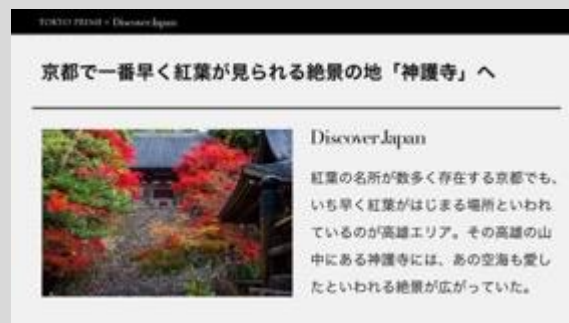 TOKYO PRIME × Discover Japan
京都で一番早く紅葉が見られる絶景の地「神護寺」へ
Discover Japan
紅葉の名所が数多く存在する京都でも、
いち早く紅葉がはじまる場所といわれ
ているのが高雄エリア。その高雄の山
中にある神護寺には、あの空海も愛し
たといわれる絶景が広がっていた。